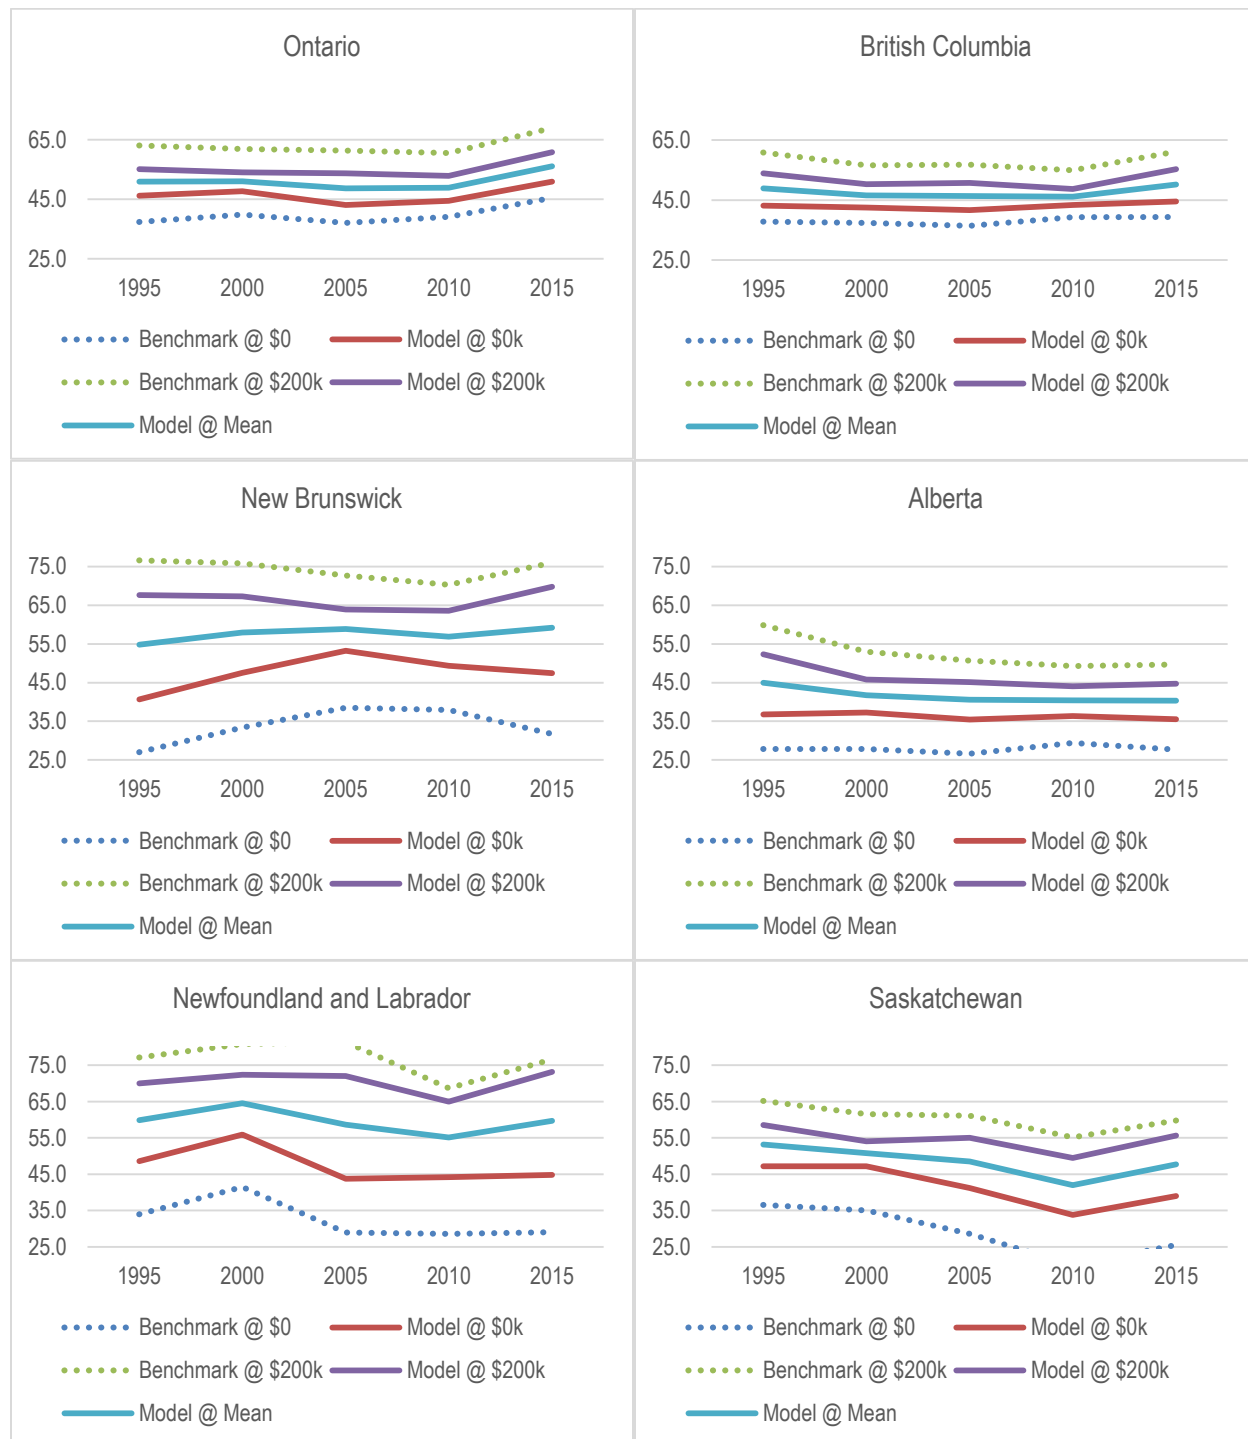 Ontario
65.0
45.0
25.0
1995 2000 2005 2010 2015
Benchmark @ $0 Model @ $0k
Benchmark @ $200k Model @ $200k
Model @ Mean
British Columbia
65.0
45.0
25.0
1995 2000 2005 2010 2015
Benchmark @ $0 Model @ $0k
Benchmark @ $200k Model @ $200k
Model @ Mean
New Brunswick
75.0
65.0
55.0
45.0
35.0
25.0
1995 2000 2005 2010 2015
Benchmark @ $0 Model @ $0k
Benchmark @ $200k Model @ $200k
Model @ Mean
Alberta
75.0
65.0
55.0
45.0
35.0
25.0
1995 2000 2005 2010 2015
Benchmark @ $0 Model @ $0k
Benchmark @ $200k Model @ $200k
Model @ Mean
Newfoundland and Labrador
75.0
65.0
55.0
45.0
35.0
25.0
1995 2000 2005 2010 2015
Benchmark @ $0 Model @ $0k
Benchmark @ $200k Model @ $200k
Model @ Mean
Saskatchewan
75.0
65.0
55.0
45.0
35.0
25.0
1995 2000 2005 2010 2015
Benchmark @ $0 Model @ $0k
Benchmark @ $200k Model @ $200k
Model @ Mean